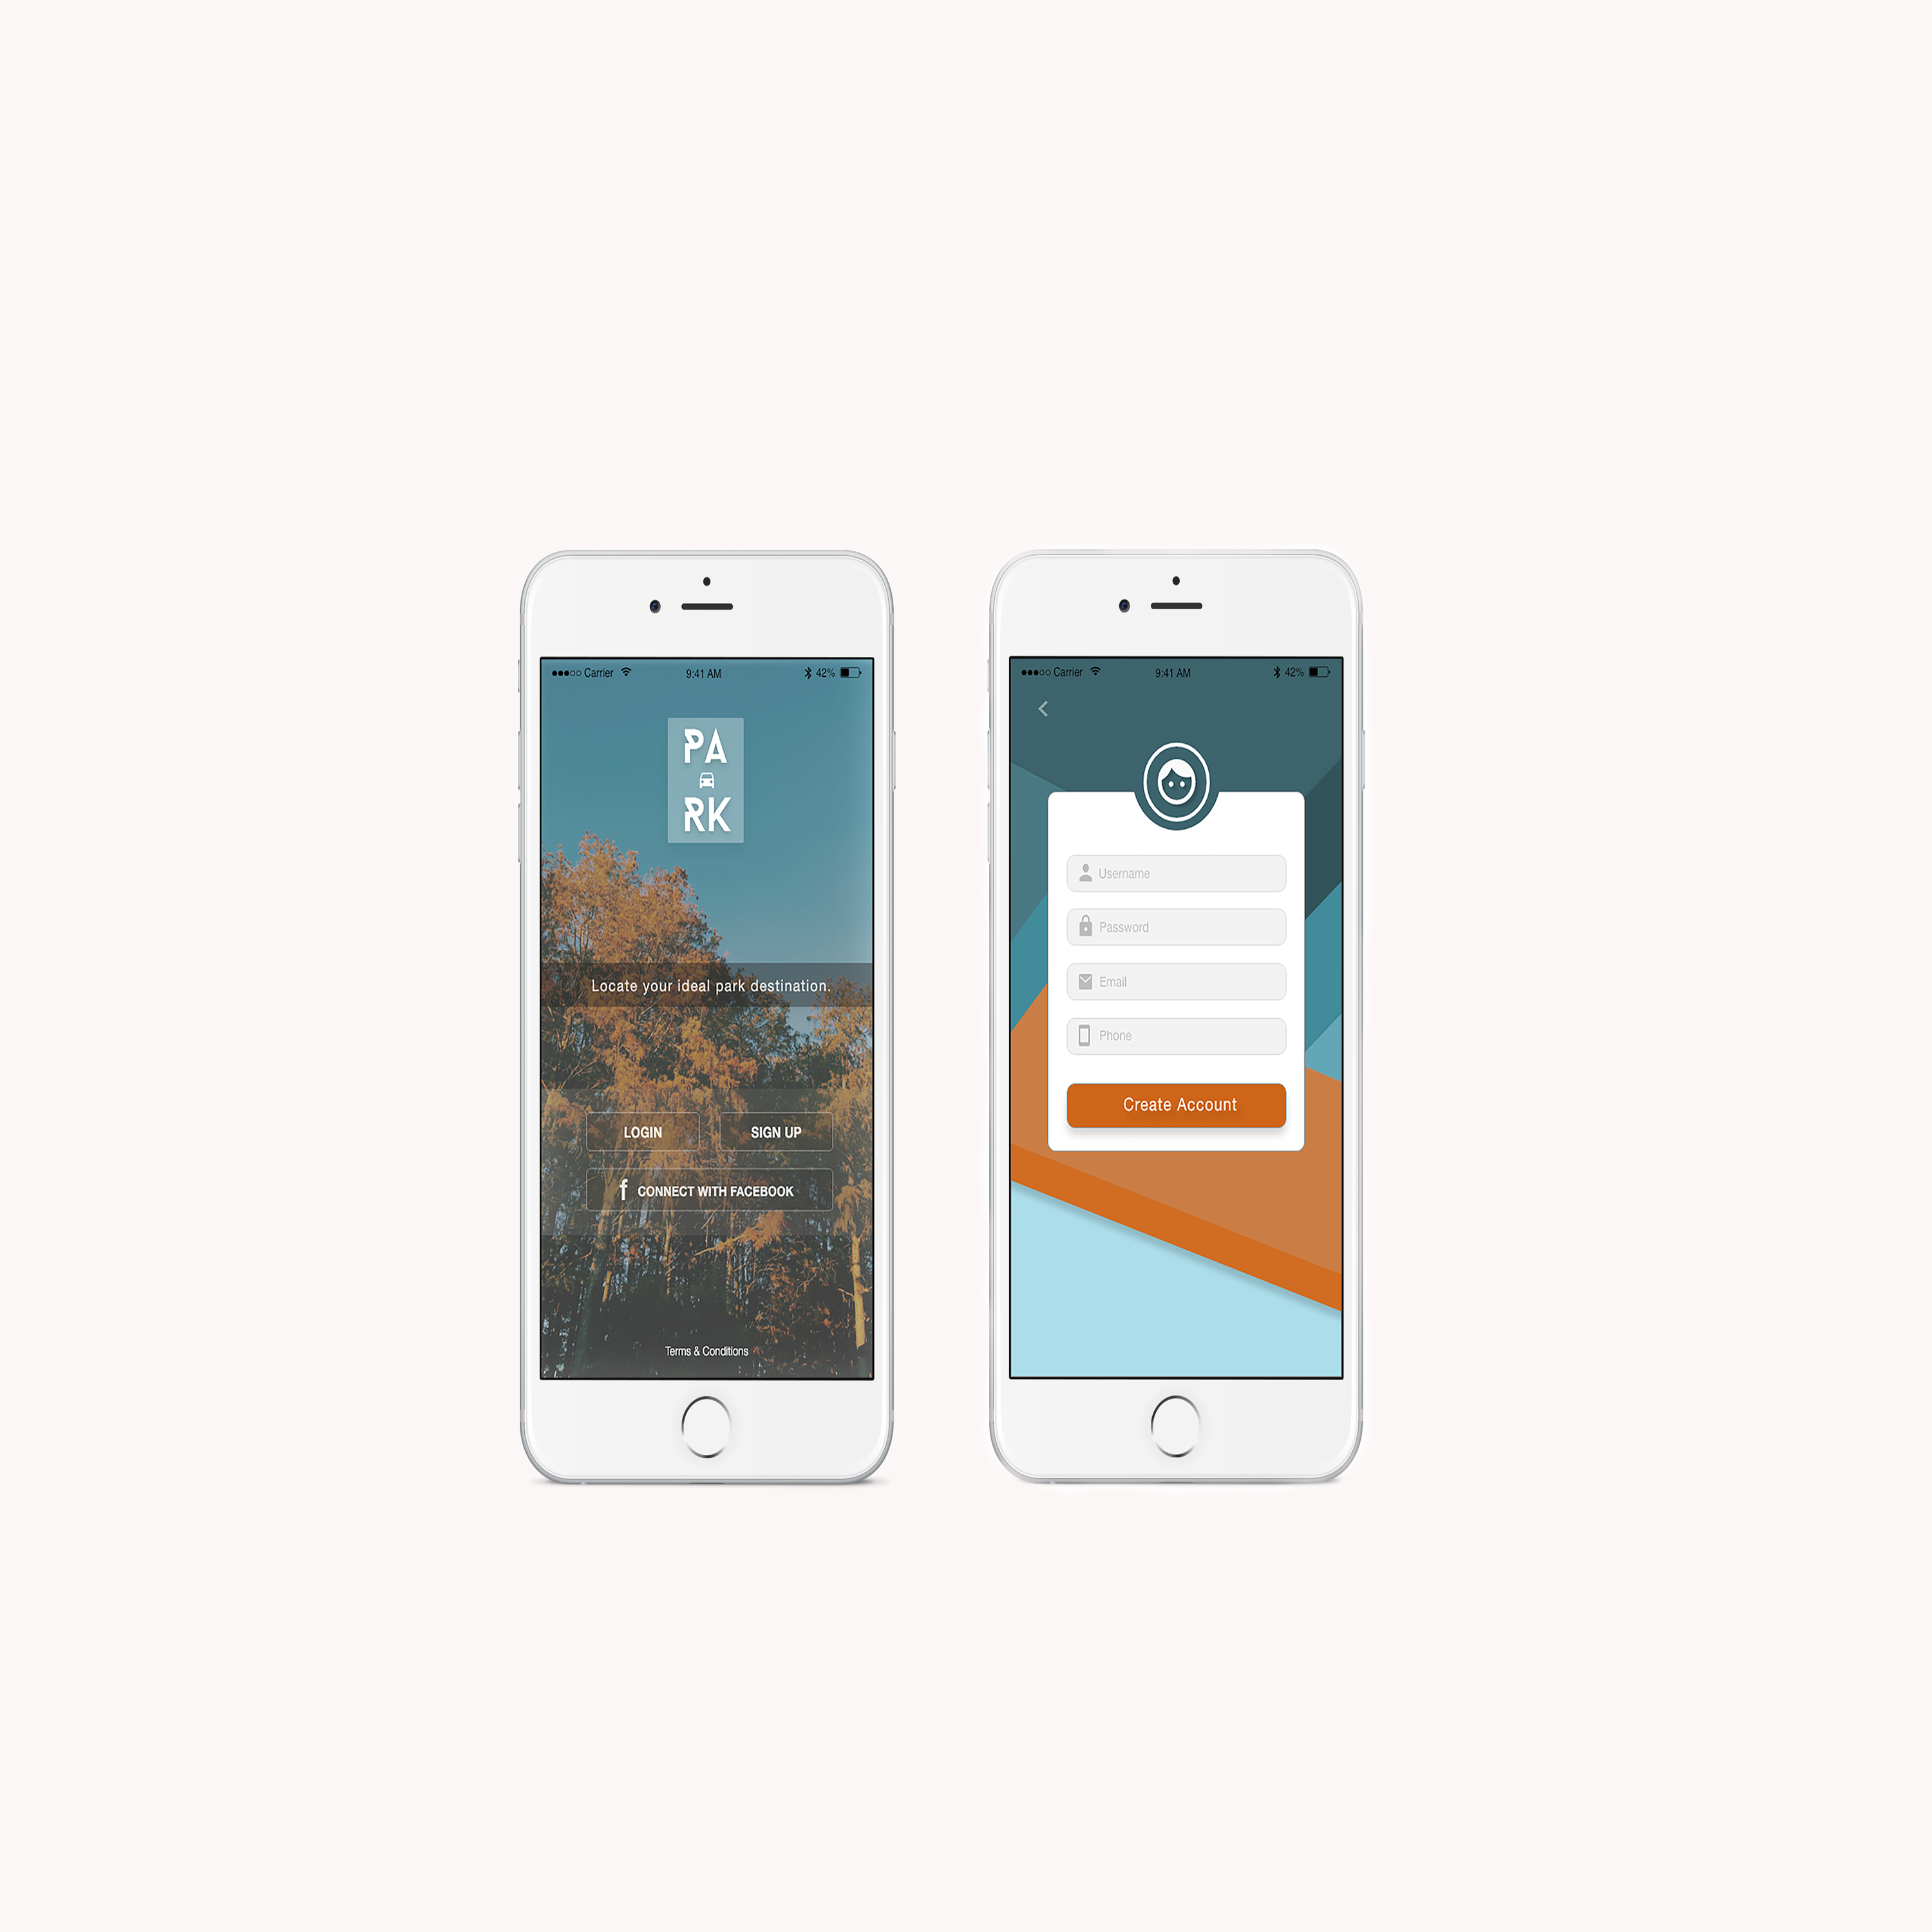 Carrier 9:41 AM 42%
PA
RK
Locate your ideal park destination.
LOGIN SIGN UP
f CONNECT WITH FACEBOOK
Terms & Conditions
Carrier 9:41 AM 42%
Username
Password
Email
Phone
Create Account